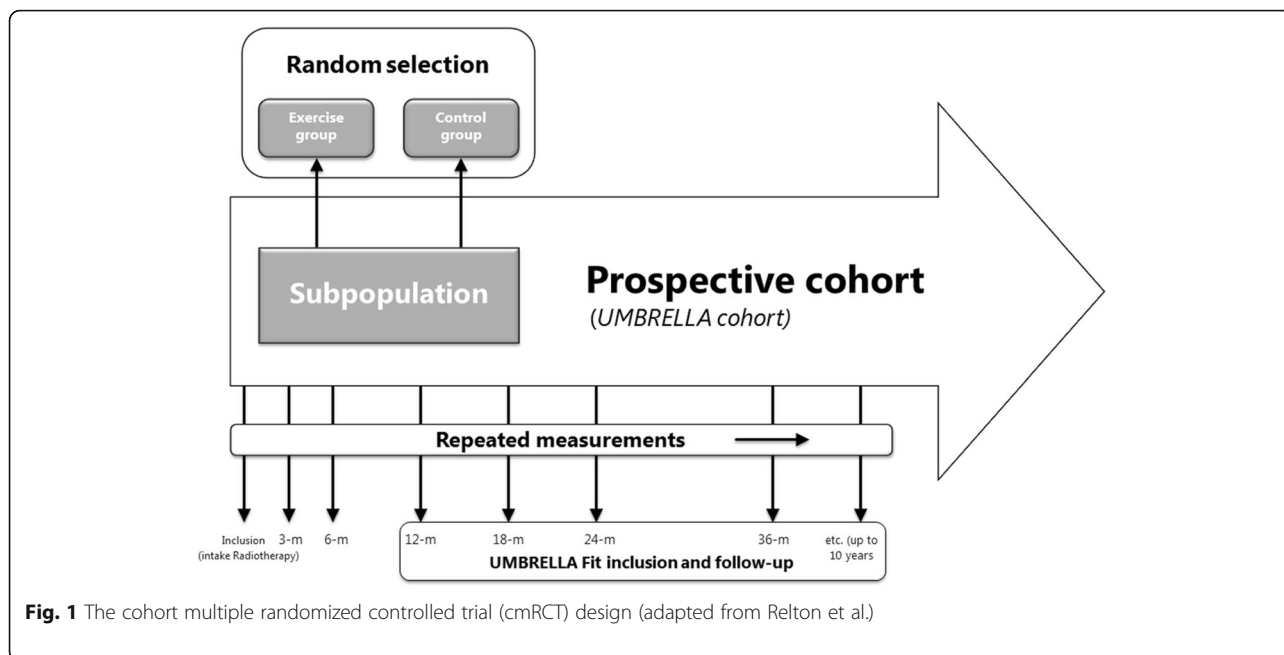 Random selection
Exercise
group
Control
group
Subpopulation
Prospective cohort
(UMBRELLA cohort)
Repeated measurements
Inclusion
(intake Radiotherapy)
3-m
6-m
12-m
18-m
24-m
36-m
etc. (up to
10 years
UMBRELLA Fit inclusion and follow-up
Fig. 1 The cohort multiple randomized controlled trial (cmRCT) design (adapted from Relton et al.)